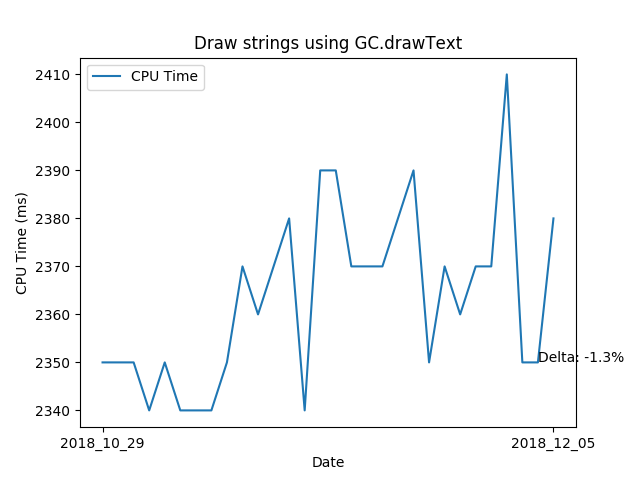 Draw strings using GC.drawText
CPU Time
2410
2400
2390
2380
2370
2360
2350
2340
CPU Time (ms)
Delta: -1.3%
2018_10_29
2018_12_05
Date